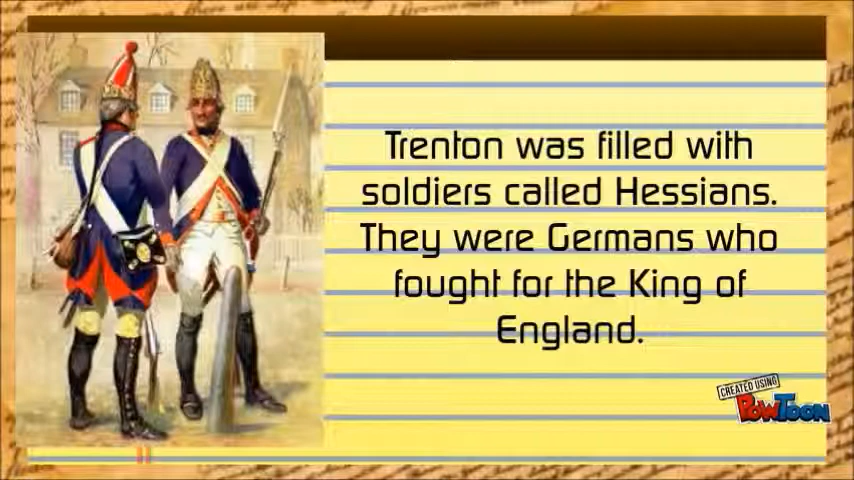 Trenton was filled with
soldiers called Hessians.
They were Germans who
fought for the King of
England.
CREATED USING
POWTOON